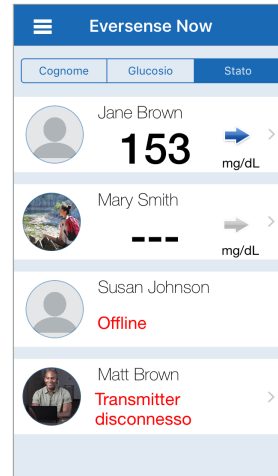 Eversense Now
Cognome Glucosio Stato
Jane Brown
153
mg/dL
Mary Smith
---
mg/dL
Susan Johnson
Offline
Matt Brown
Transmitter
disconnesso